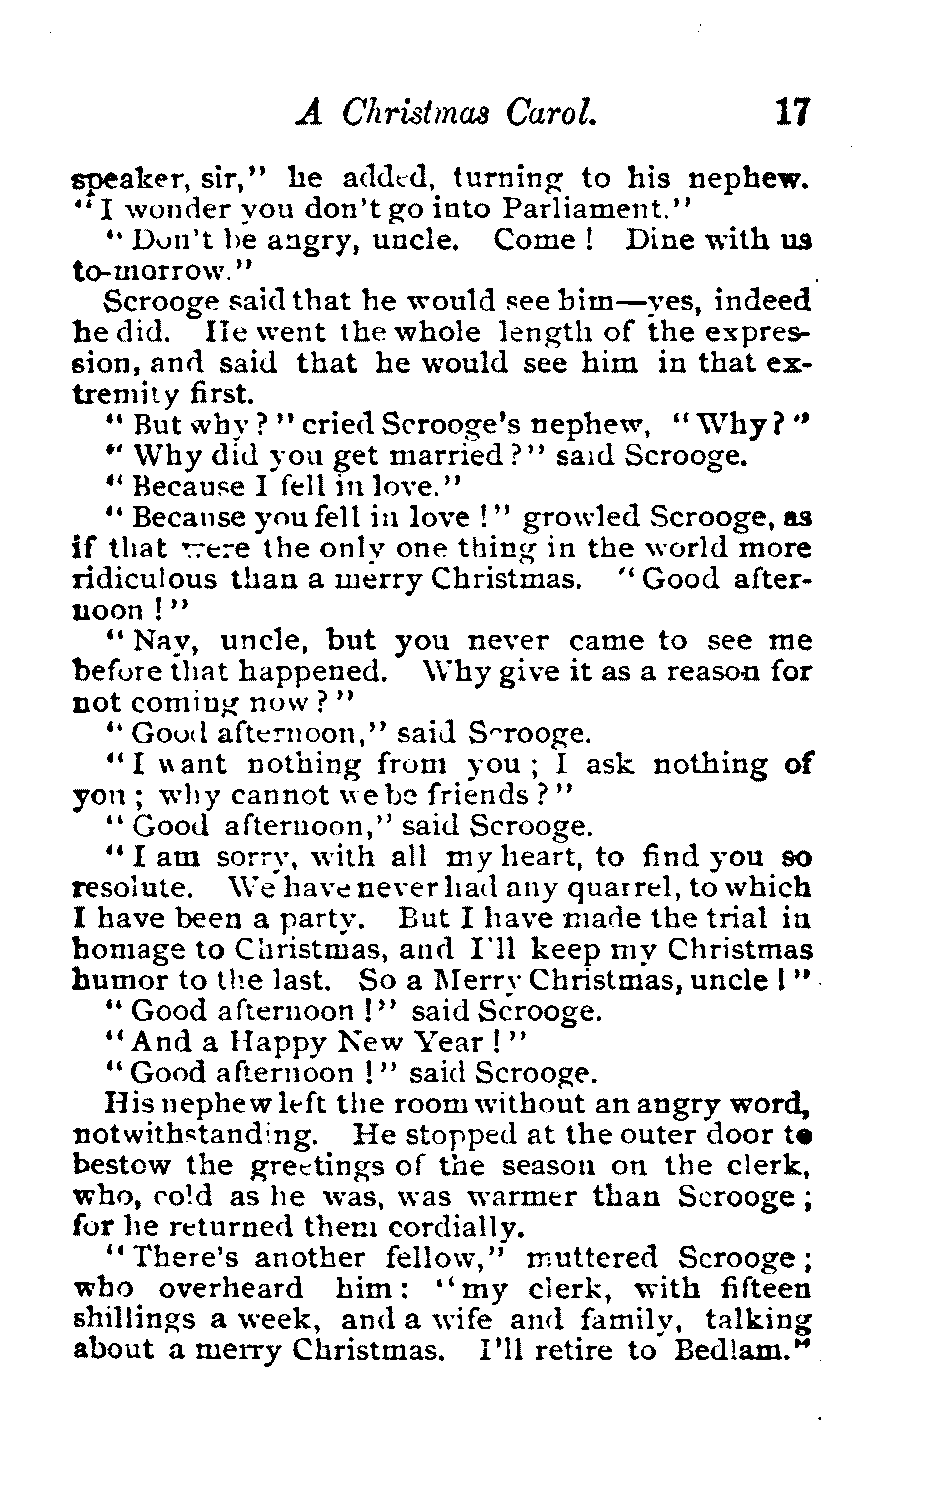 A Christmas Carol. 17
speaker, sir," he added, turning to his nephew.
"I wonder you don't go into Parliament."
"Don't be angry, uncle. Come! Dine with us
to-morrow."
Scrooge said that he would see him—yes, indeed
he did. He went the whole length of the expres-
sion, and said that he would see him in that ex-
tremity first.
"But why?" cried Scrooge's nephew, "Why?"
"Why did you get married?" said Scrooge.
"Because I fell in love."
"Because you fell in love!" growled Scrooge, as
if that were the only one thing in the world more
ridiculous than a merry Christmas. "Good after-
noon!"
"Nay, uncle, but you never came to see me
before that happened. Why give it as a reason for
not coming now?"
"Good afternoon," said Scrooge.
"I want nothing from you; I ask nothing of
you; why cannot we be friends?"
"Good afternoon," said Scrooge.
"I am sorry, with all my heart, to find you so
resolute. We have never had any quarrel, to which
I have been a party. But I have made the trial in
homage to Christmas, and I'll keep my Christmas
humor to the last. So a Merry Christmas, uncle!"
"Good afternoon!" said Scrooge.
"And a Happy New Year!"
"Good afternoon!" said Scrooge.
His nephew left the room without an angry word,
notwithstanding. He stopped at the outer door to
bestow the greetings of the season on the clerk,
who, cold as he was, was warmer than Scrooge;
for he returned them cordially.
"There's another fellow," muttered Scrooge;
who overheard him: "my clerk, with fifteen
shillings a week, and a wife and family, talking
about a merry Christmas. I'll retire to Bedlam."